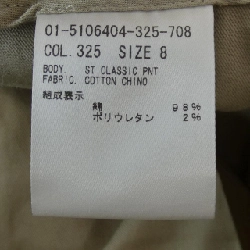 01-5106404-325-708
COL. 325 SIZE 8
BODY. ST CLASSIC PNT
FABRIC. COTTON CHINO
組成表示
綿 98%
ポリウレタン 2%